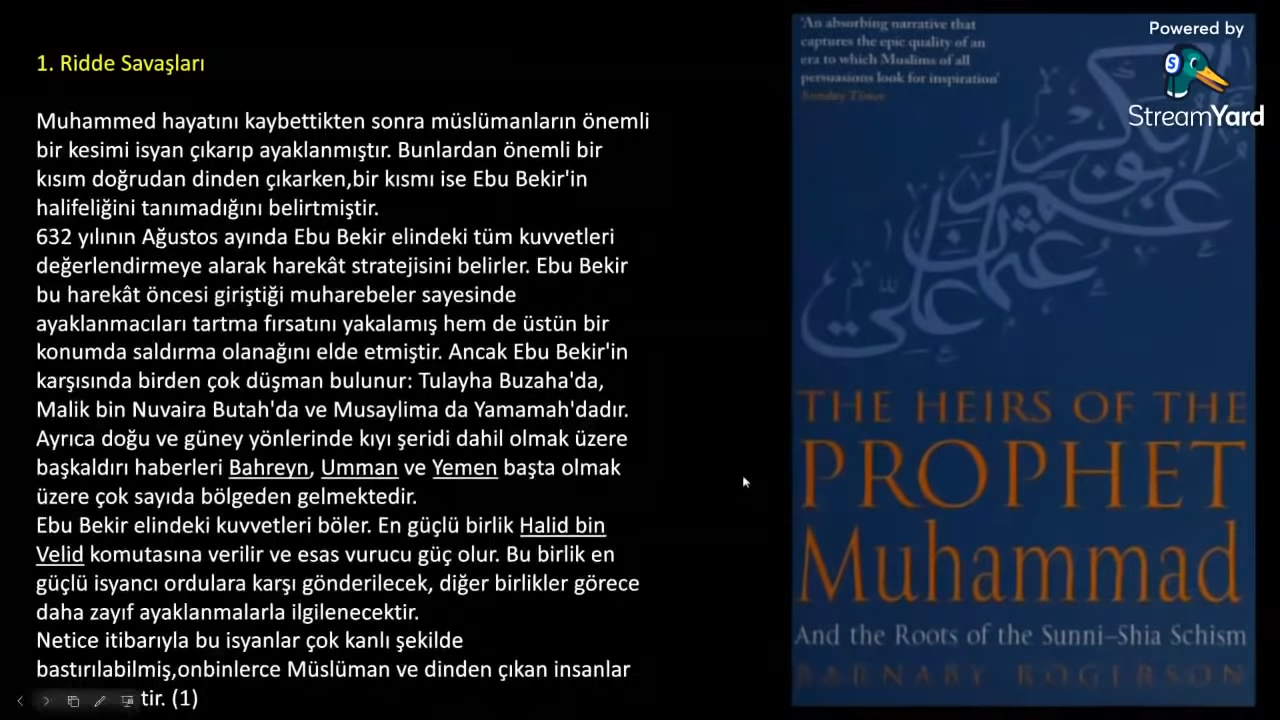 1. Ridde Savaşları
Muhammed hayatını kaybettikten sonra müslümanların önemli
bir kesimi isyan çıkarıp ayaklanmıştır. Bunlardan önemli bir
kısım doğrudan dinden çıkarken,bir kısmı ise Ebu Bekir'in
halifeliğini tanımadığını belirtmiştir.
632 yılının Ağustos ayında Ebu Bekir elindeki tüm kuvvetleri
değerlendirmeye alarak harekât stratejisini belirler. Ebu Bekir
bu harekât öncesi giriştiği muharebeler sayesinde
ayaklanmacıları tartma fırsatını yakalamış hem de üstün bir
konumda saldırma olanağını elde etmiştir. Ancak Ebu Bekir'in
karşısında birden çok düşman bulunur: Tulayha Buzaha'da,
Malik bin Nuvaira Butah'da ve Musaylima da Yamamah'dadır.
Ayrıca doğu ve güney yönlerinde kıyı şeridi dahil olmak üzere
başkaldırı haberleri Bahreyn, Umman ve Yemen başta olmak
üzere çok sayıda bölgeden gelmektedir.
Ebu Bekir elindeki kuvvetleri böler. En güçlü birlik Halid bin
Velid komutasına verilir ve esas vurucu güç olur. Bu birlik en
güçlü isyancı ordulara karşı gönderilecek, diğer birlikler görece
daha zayıf ayaklanmalarla ilgilenecektir.
Netice itibarıyla bu isyanlar çok kanlı şekilde
bastırılabilmiş,onbinlerce Müslüman ve dinden çıkan insanlar
tir. (1)
'An absorbing narrative that
captures the epic quality of an
era to which Muslims of all
persuasions look for inspiration'
Sunday Times
أبو بكر
عمر
عثمان
علي
THE HEIRS OF THE
PROPHET
Muhammad
And the Roots of the Sunni–Shia Schism
BARNABY ROGERSON
Powered by
StreamYard